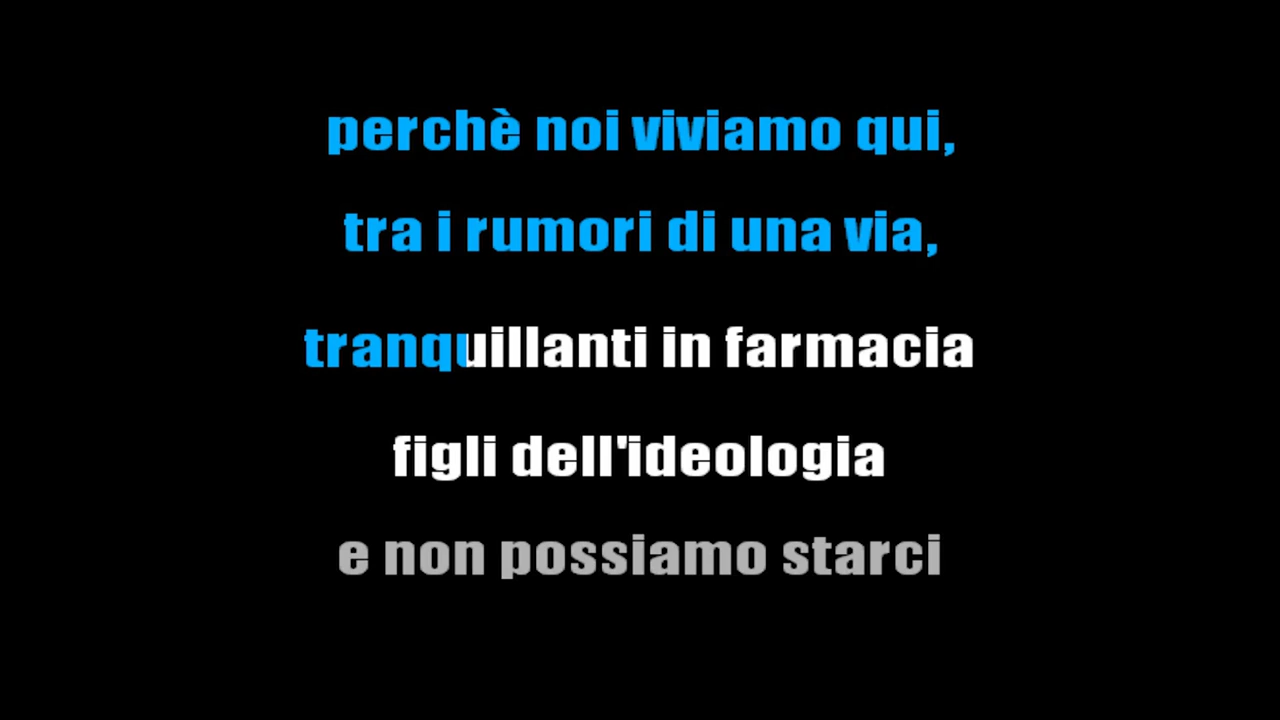 perchè noi viviamo qui,
tra i rumori di una via,
tranquillanti in farmacia
figli dell'ideologia
e non possiamo starci